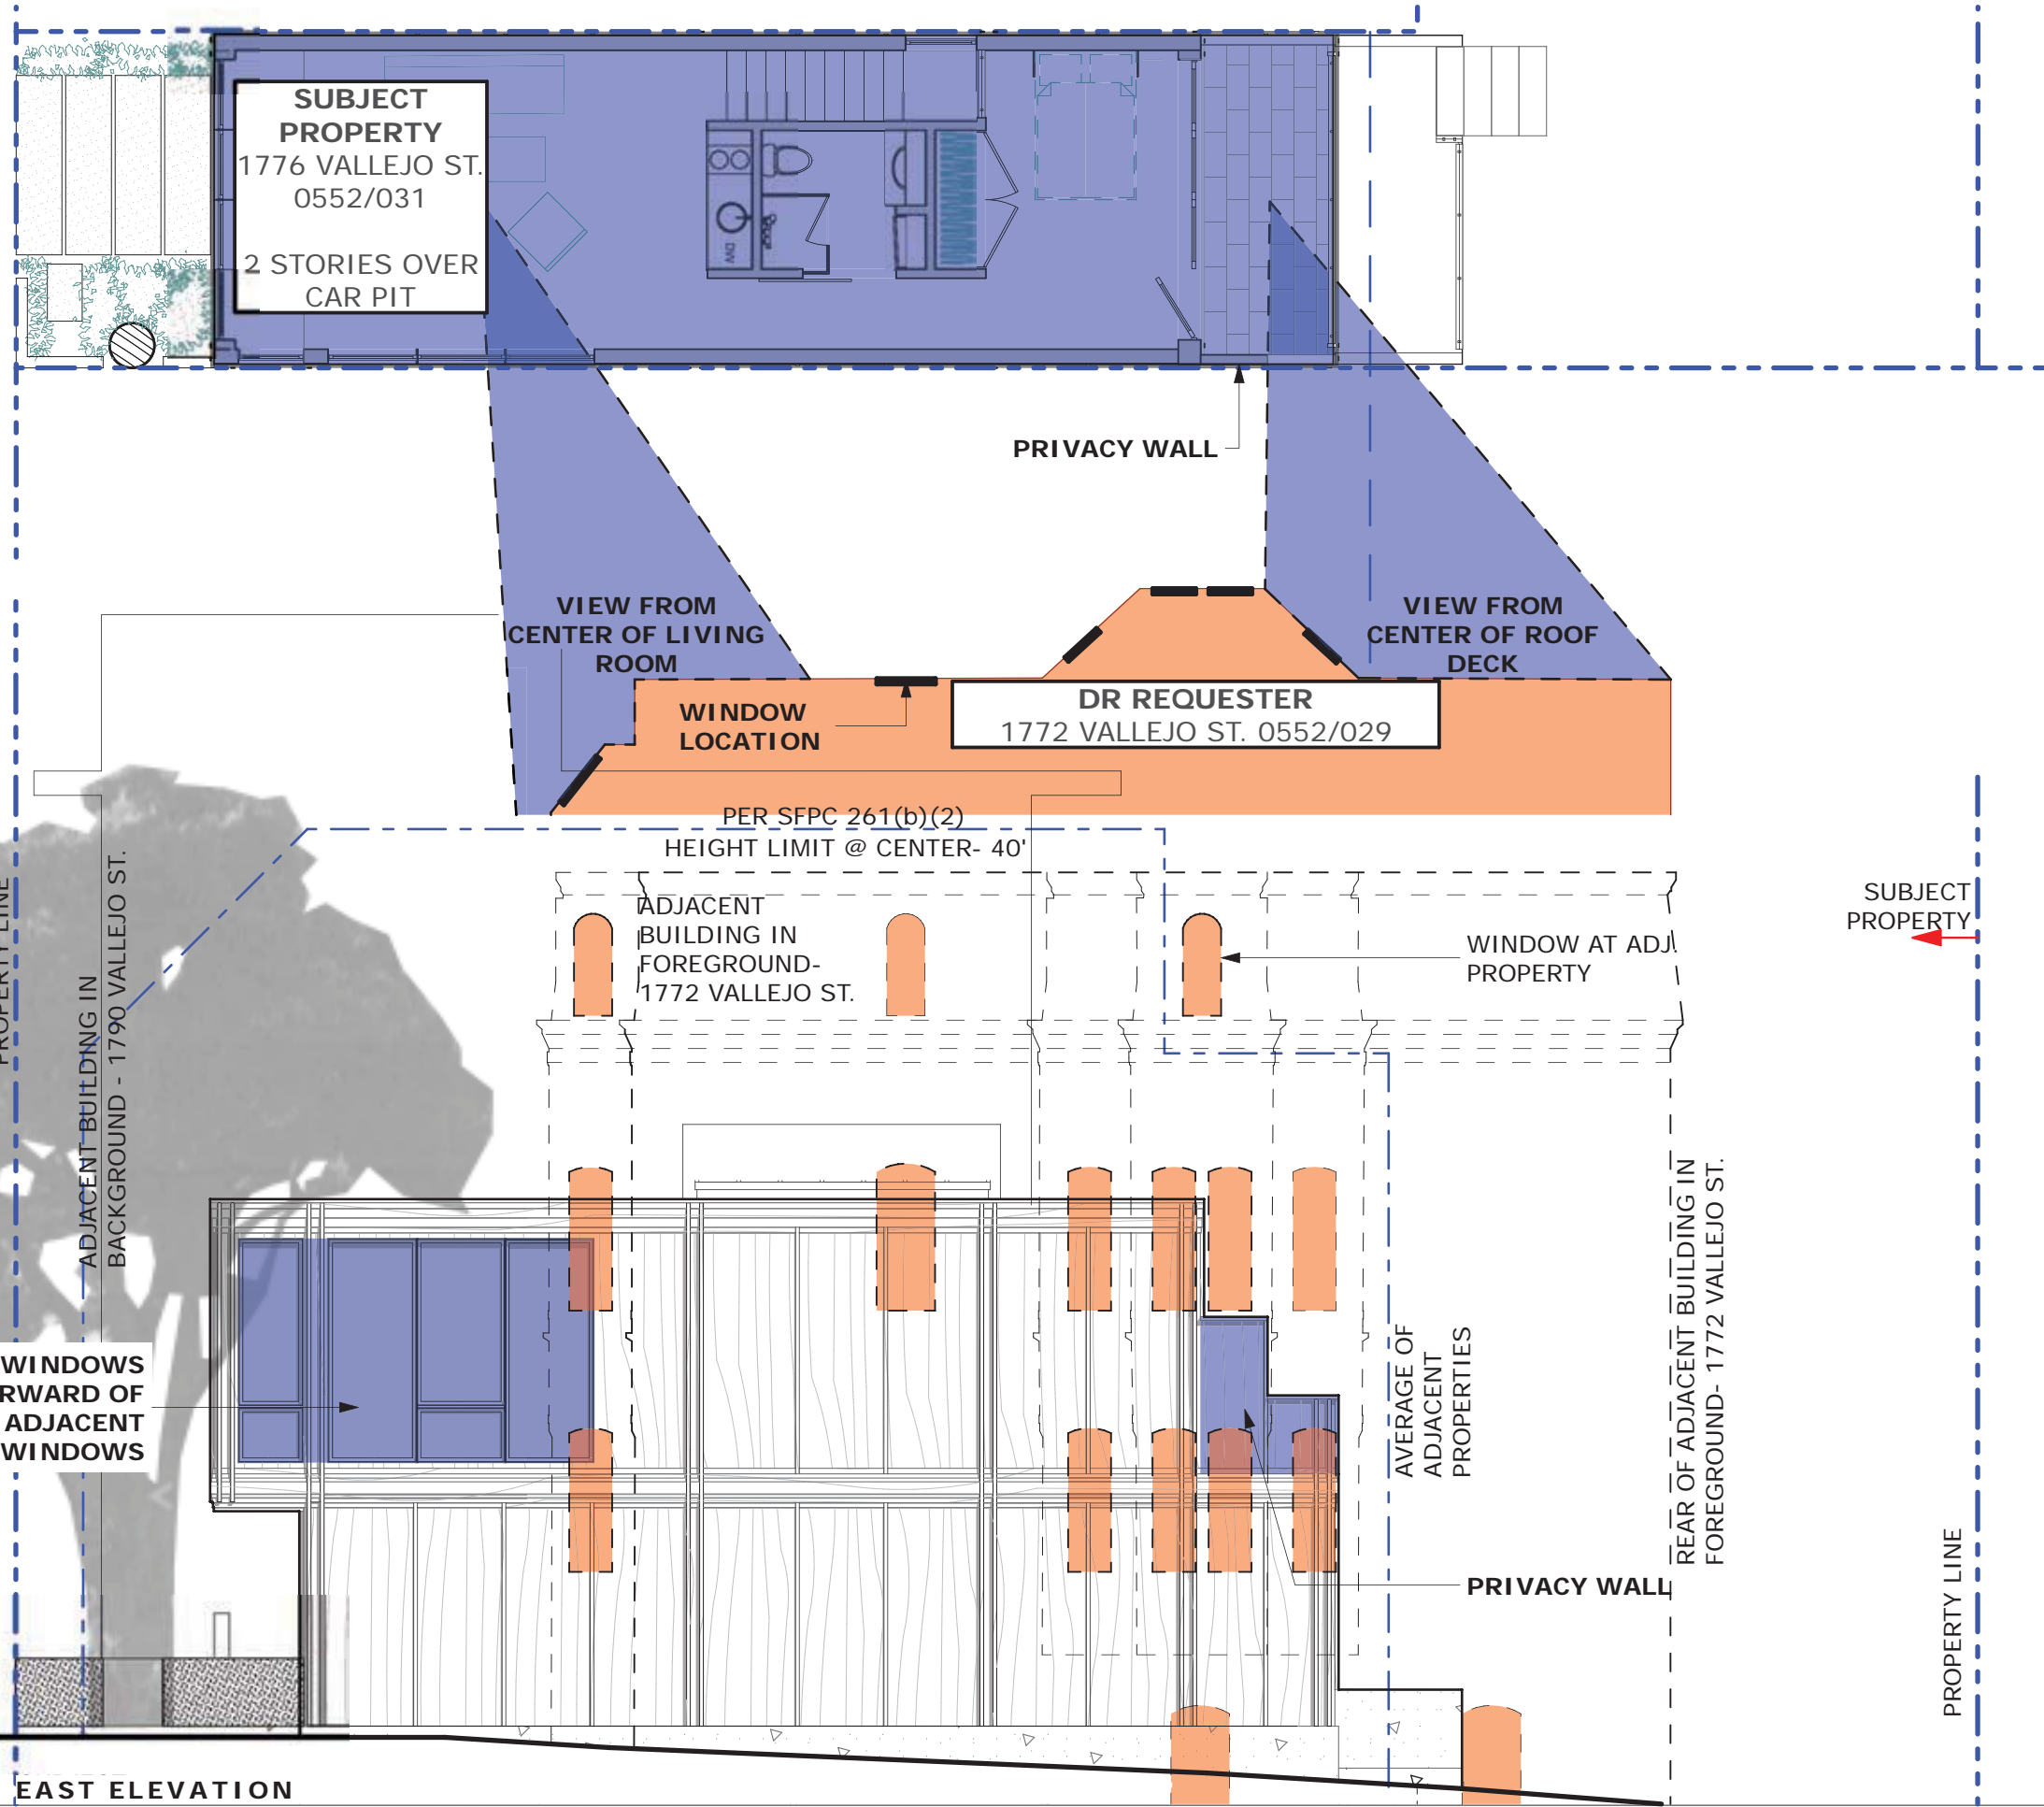 SUBJECT
PROPERTY
1776 VALLEJO ST.
0552/031
2 STORIES OVER
CAR PIT
DW
PRIVACY WALL
VIEW FROM
CENTER OF LIVING
ROOM
VIEW FROM
CENTER OF ROOF
DECK
WINDOW
LOCATION
DR REQUESTER
1772 VALLEJO ST. 0552/029
PER SFPC 261(b)(2)
HEIGHT LIMIT @ CENTER- 40'
PROPERTY LINE
ADJACENT BUILDING IN
BACKGROUND - 1790 VALLEJO ST.
ADJACENT
BUILDING IN
FOREGROUND-
1772 VALLEJO ST.
WINDOW AT ADJ.
PROPERTY
SUBJECT
PROPERTY
WINDOWS
RWARD OF
ADJACENT
WINDOWS
AVERAGE OF
ADJACENT
PROPERTIES
REAR OF ADJACENT BUILDING IN
FOREGROUND- 1772 VALLEJO ST.
PRIVACY WALL
PROPERTY LINE
EAST ELEVATION